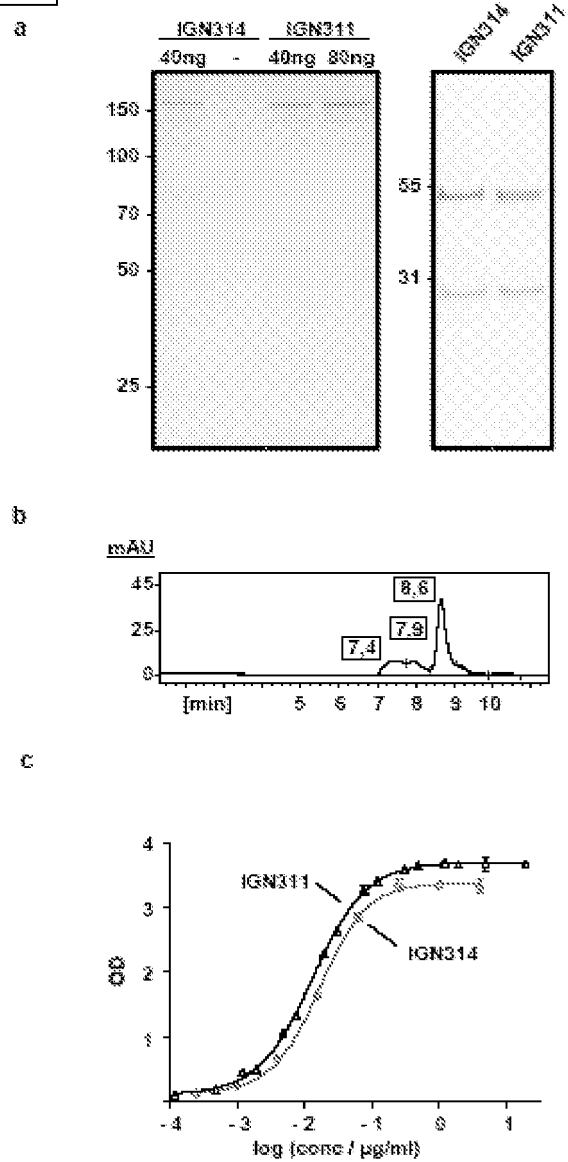 a
IGN314 IGN311
40ng - 40ng 80ng
150
100
70
50
25
IGN314 IGN311
55
31
b
mAU
45
25
0
7,4
7.9
8,6
[min] 5 6 7 8 9 10
c
OD
4
3
2
1
IGN311
IGN314
-4 -3 -2 -1 0 1
log (conc / µg/ml)